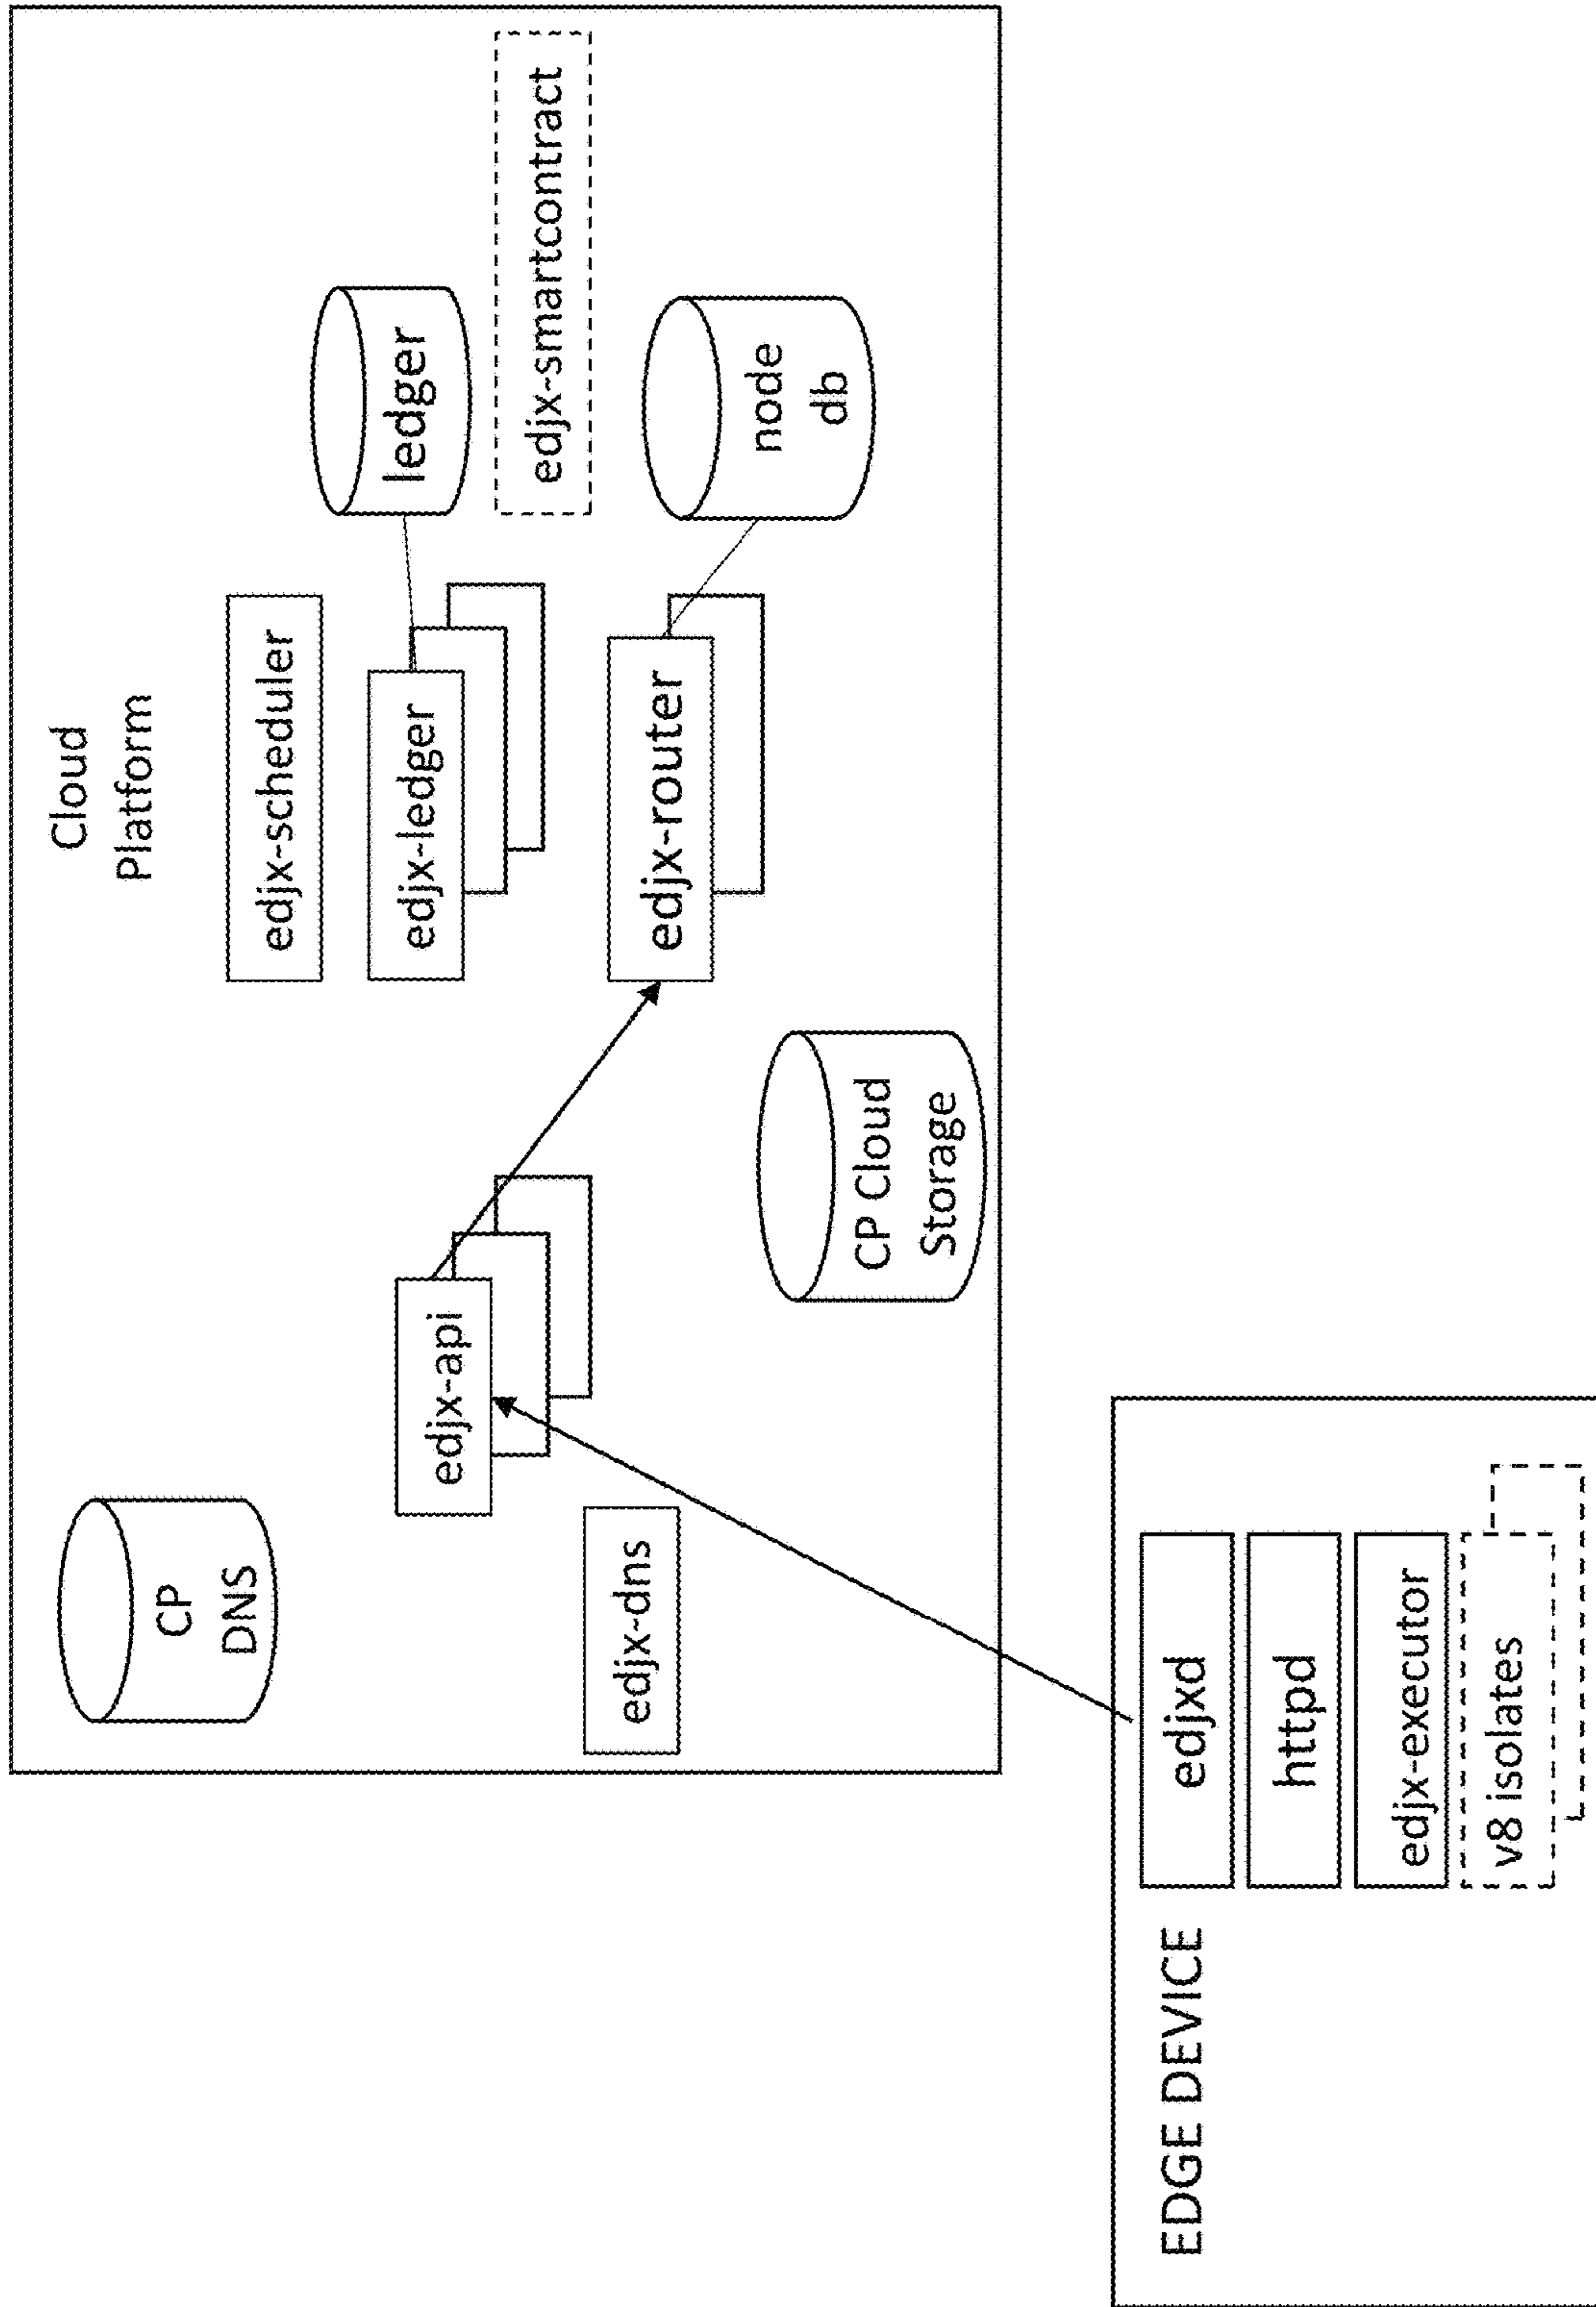 Cloud
Platform
CP
DNS
edjx-scheduler
edjx-api
edjx-ledger
ledger
edjx-smartcontract
edjx-dns
edjx-router
node
db
CP Cloud
Storage
EDGE DEVICE
edjxd
httpd
edjx-executor
v8 isolates